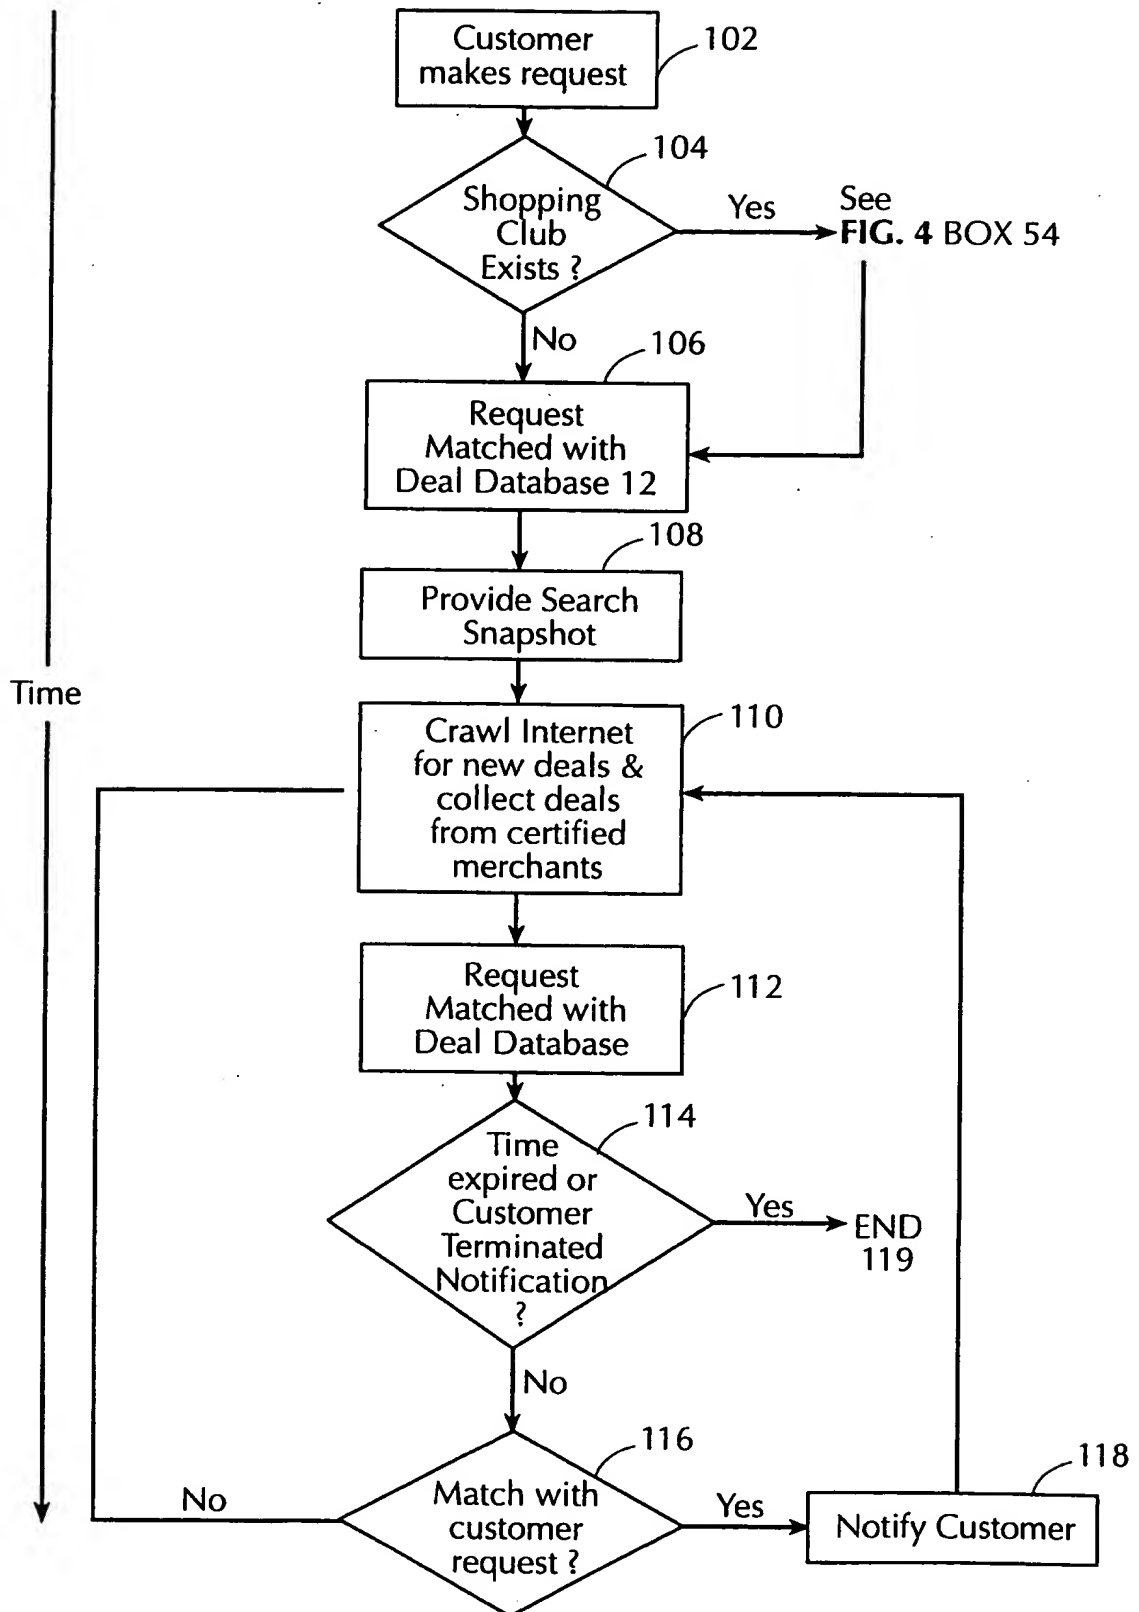 Customer
makes request
102
104
Shopping
Club
Exists ?
Yes
See
FIG. 4 BOX 54
No
106
Request
Matched with
Deal Database 12
108
Provide Search
Snapshot
Time
110
Crawl Internet
for new deals &
collect deals
from certified
merchants
Request
Matched with
Deal Database
112
114
Time
expired or
Customer
Terminated
Notification
?
Yes
END
119
No
116
118
Match with
customer
request ?
No
Yes
Notify Customer